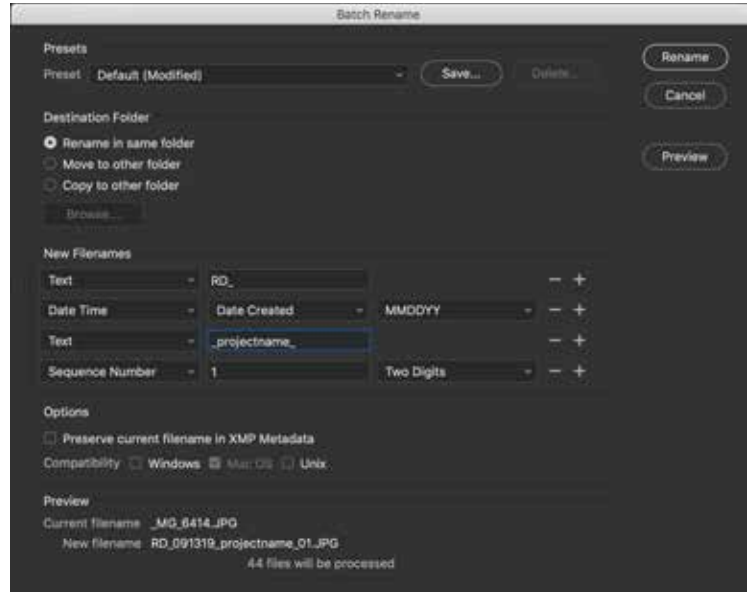 Batch Rename
Presets
Preset Default (Modified) Save... Delete... Rename
Cancel
Destination Folder
Rename in same folder
Move to other folder Preview
Copy to other folder
Browse...
New Filenames
Text RD_
Date Time Date Created MMDDYY
Text _projectname_
Sequence Number 1 Two Digits
Options
Preserve current filename in XMP Metadata
Compatibility Windows Mac OS Unix
Preview
Current filename _MG_6414.JPG
New filename RD_091319_projectname_01.JPG
44 files will be processed